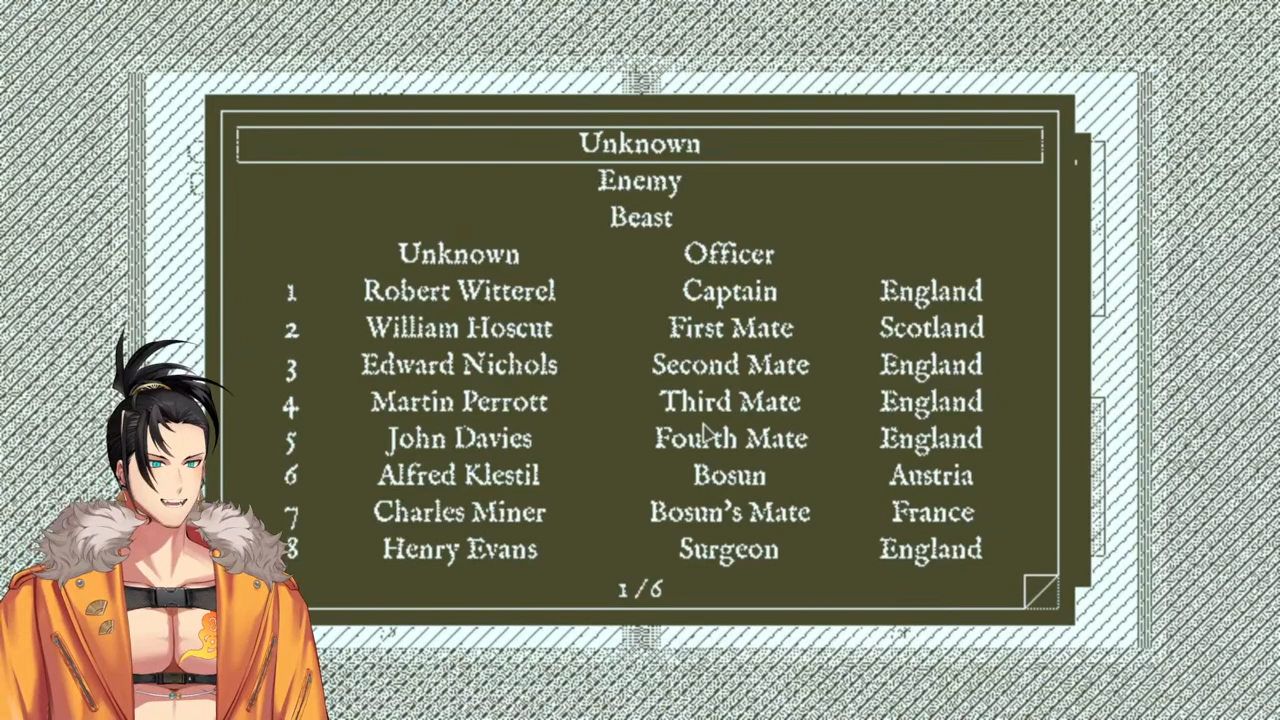 Unknown
Enemy
Beast
Unknown Officer
1 Robert Witterel Captain England
2 William Hoscut First Mate Scotland
3 Edward Nichols Second Mate England
4 Martin Perrott Third Mate England
5 John Davies Fourth Mate England
6 Alfred Klestil Bosun Austria
7 Charles Miner Bosun's Mate France
8 Henry Evans Surgeon England
1/6